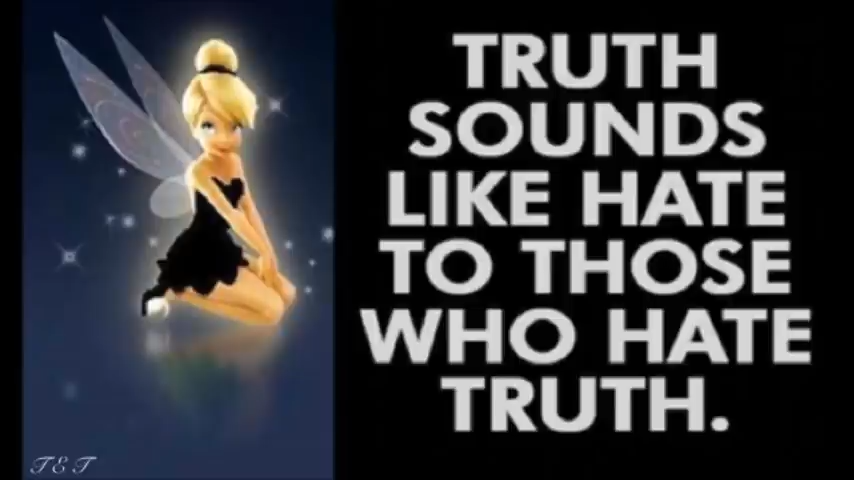 TRUTH
SOUNDS
LIKE HATE
TO THOSE
WHO HATE
TRUTH.
T&T